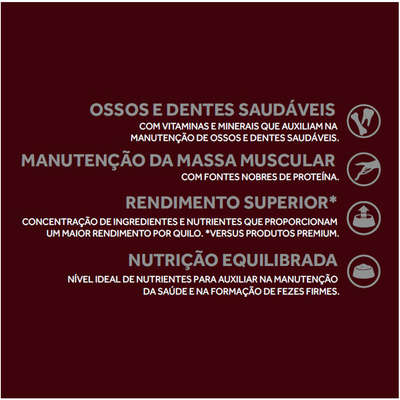 OSSOS E DENTES SAUDÁVEIS
COM VITAMINAS E MINERAIS QUE AUXILIAM NA
MANUTENÇÃO DE OSSOS E DENTES SAUDÁVEIS.
MANUTENÇÃO DA MASSA MUSCULAR
COM FONTES NOBRES DE PROTEÍNA.
RENDIMENTO SUPERIOR*
CONCENTRAÇÃO DE INGREDIENTES E NUTRIENTES QUE PROPORCIONAM
UM MAIOR RENDIMENTO POR QUILO. *VERSUS PRODUTOS PREMIUM.
NUTRIÇÃO EQUILIBRADA
NÍVEL IDEAL DE NUTRIENTES PARA AUXILIAR NA MANUTENÇÃO
DA SAÚDE E NA FORMAÇÃO DE FEZES FIRMES.